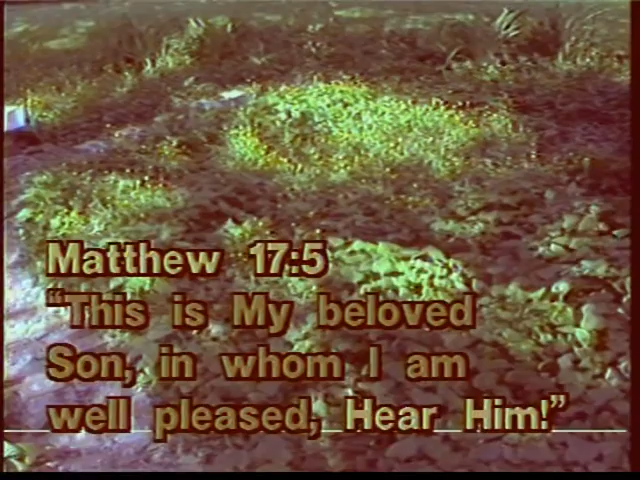 Matthew 17:5
“This is My beloved
Son, in whom I am
well pleased, Hear Him!”